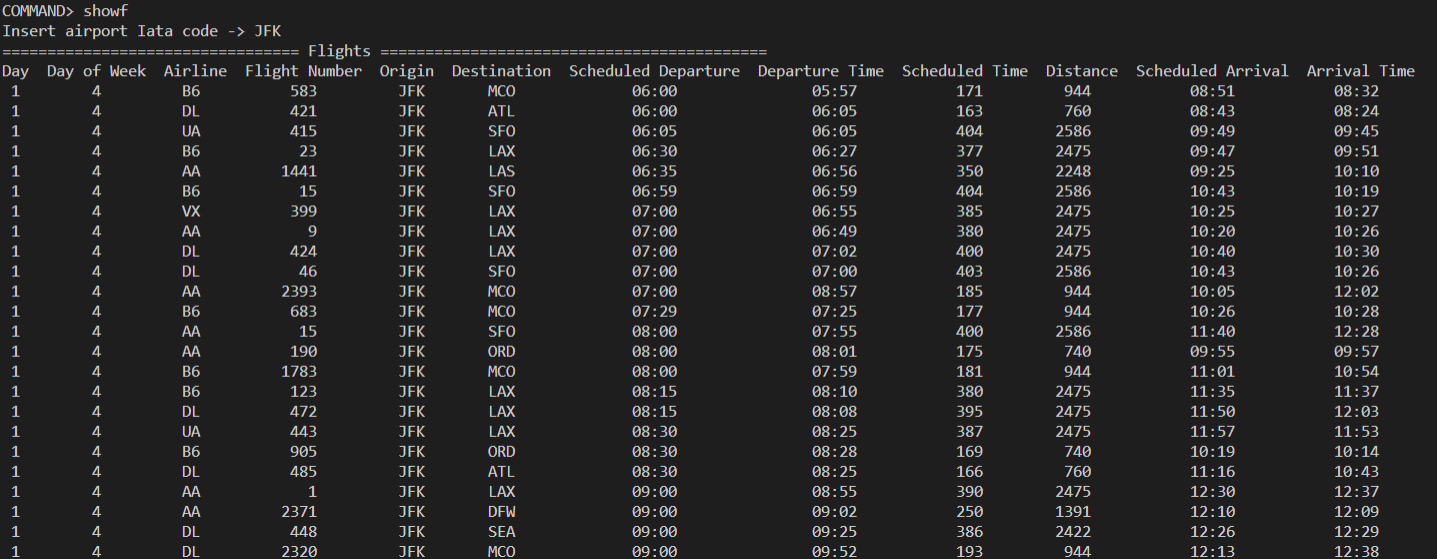 COMMAND> showf
Insert airport Iata code -> JFK
================================= Flights ===========================================
Day  Day of Week  Airline  Flight Number  Origin  Destination  Scheduled Departure  Departure Time  Scheduled Time  Distance  Scheduled Arrival  Arrival Time
1 4 B6 583 JFK MCO 06:00 05:57 171 944 08:51 08:32
1 4 DL 421 JFK ATL 06:00 06:05 163 760 08:43 08:24
1 4 UA 415 JFK SFO 06:05 06:05 404 2586 09:49 09:45
1 4 B6 23 JFK LAX 06:30 06:27 377 2475 09:47 09:51
1 4 AA 1441 JFK LAS 06:35 06:56 350 2248 09:25 10:10
1 4 B6 15 JFK SFO 06:59 06:59 404 2586 10:43 10:19
1 4 VX 399 JFK LAX 07:00 06:55 385 2475 10:25 10:27
1 4 AA 9 JFK LAX 07:00 06:49 380 2475 10:20 10:26
1 4 DL 424 JFK LAX 07:00 07:02 400 2475 10:40 10:30
1 4 DL 46 JFK SFO 07:00 07:00 403 2586 10:43 10:26
1 4 AA 2393 JFK MCO 07:00 08:57 185 944 10:05 12:02
1 4 B6 683 JFK MCO 07:29 07:25 177 944 10:26 10:28
1 4 AA 15 JFK SFO 08:00 07:55 400 2586 11:40 12:28
1 4 AA 190 JFK ORD 08:00 08:01 175 740 09:55 09:57
1 4 B6 1783 JFK MCO 08:00 07:59 181 944 11:01 10:54
1 4 B6 123 JFK LAX 08:15 08:10 380 2475 11:35 11:37
1 4 DL 472 JFK LAX 08:15 08:08 395 2475 11:50 12:03
1 4 UA 443 JFK LAX 08:30 08:25 387 2475 11:57 11:53
1 4 B6 905 JFK ORD 08:30 08:28 169 740 10:19 10:14
1 4 DL 485 JFK ATL 08:30 08:25 166 760 11:16 10:43
1 4 AA 1 JFK LAX 09:00 08:55 390 2475 12:30 12:37
1 4 AA 2371 JFK DFW 09:00 09:02 250 1391 12:10 12:09
1 4 DL 448 JFK SEA 09:00 09:25 386 2422 12:26 12:29
1 4 DL 2320 JFK MCO 09:00 09:52 193 944 12:13 12:38